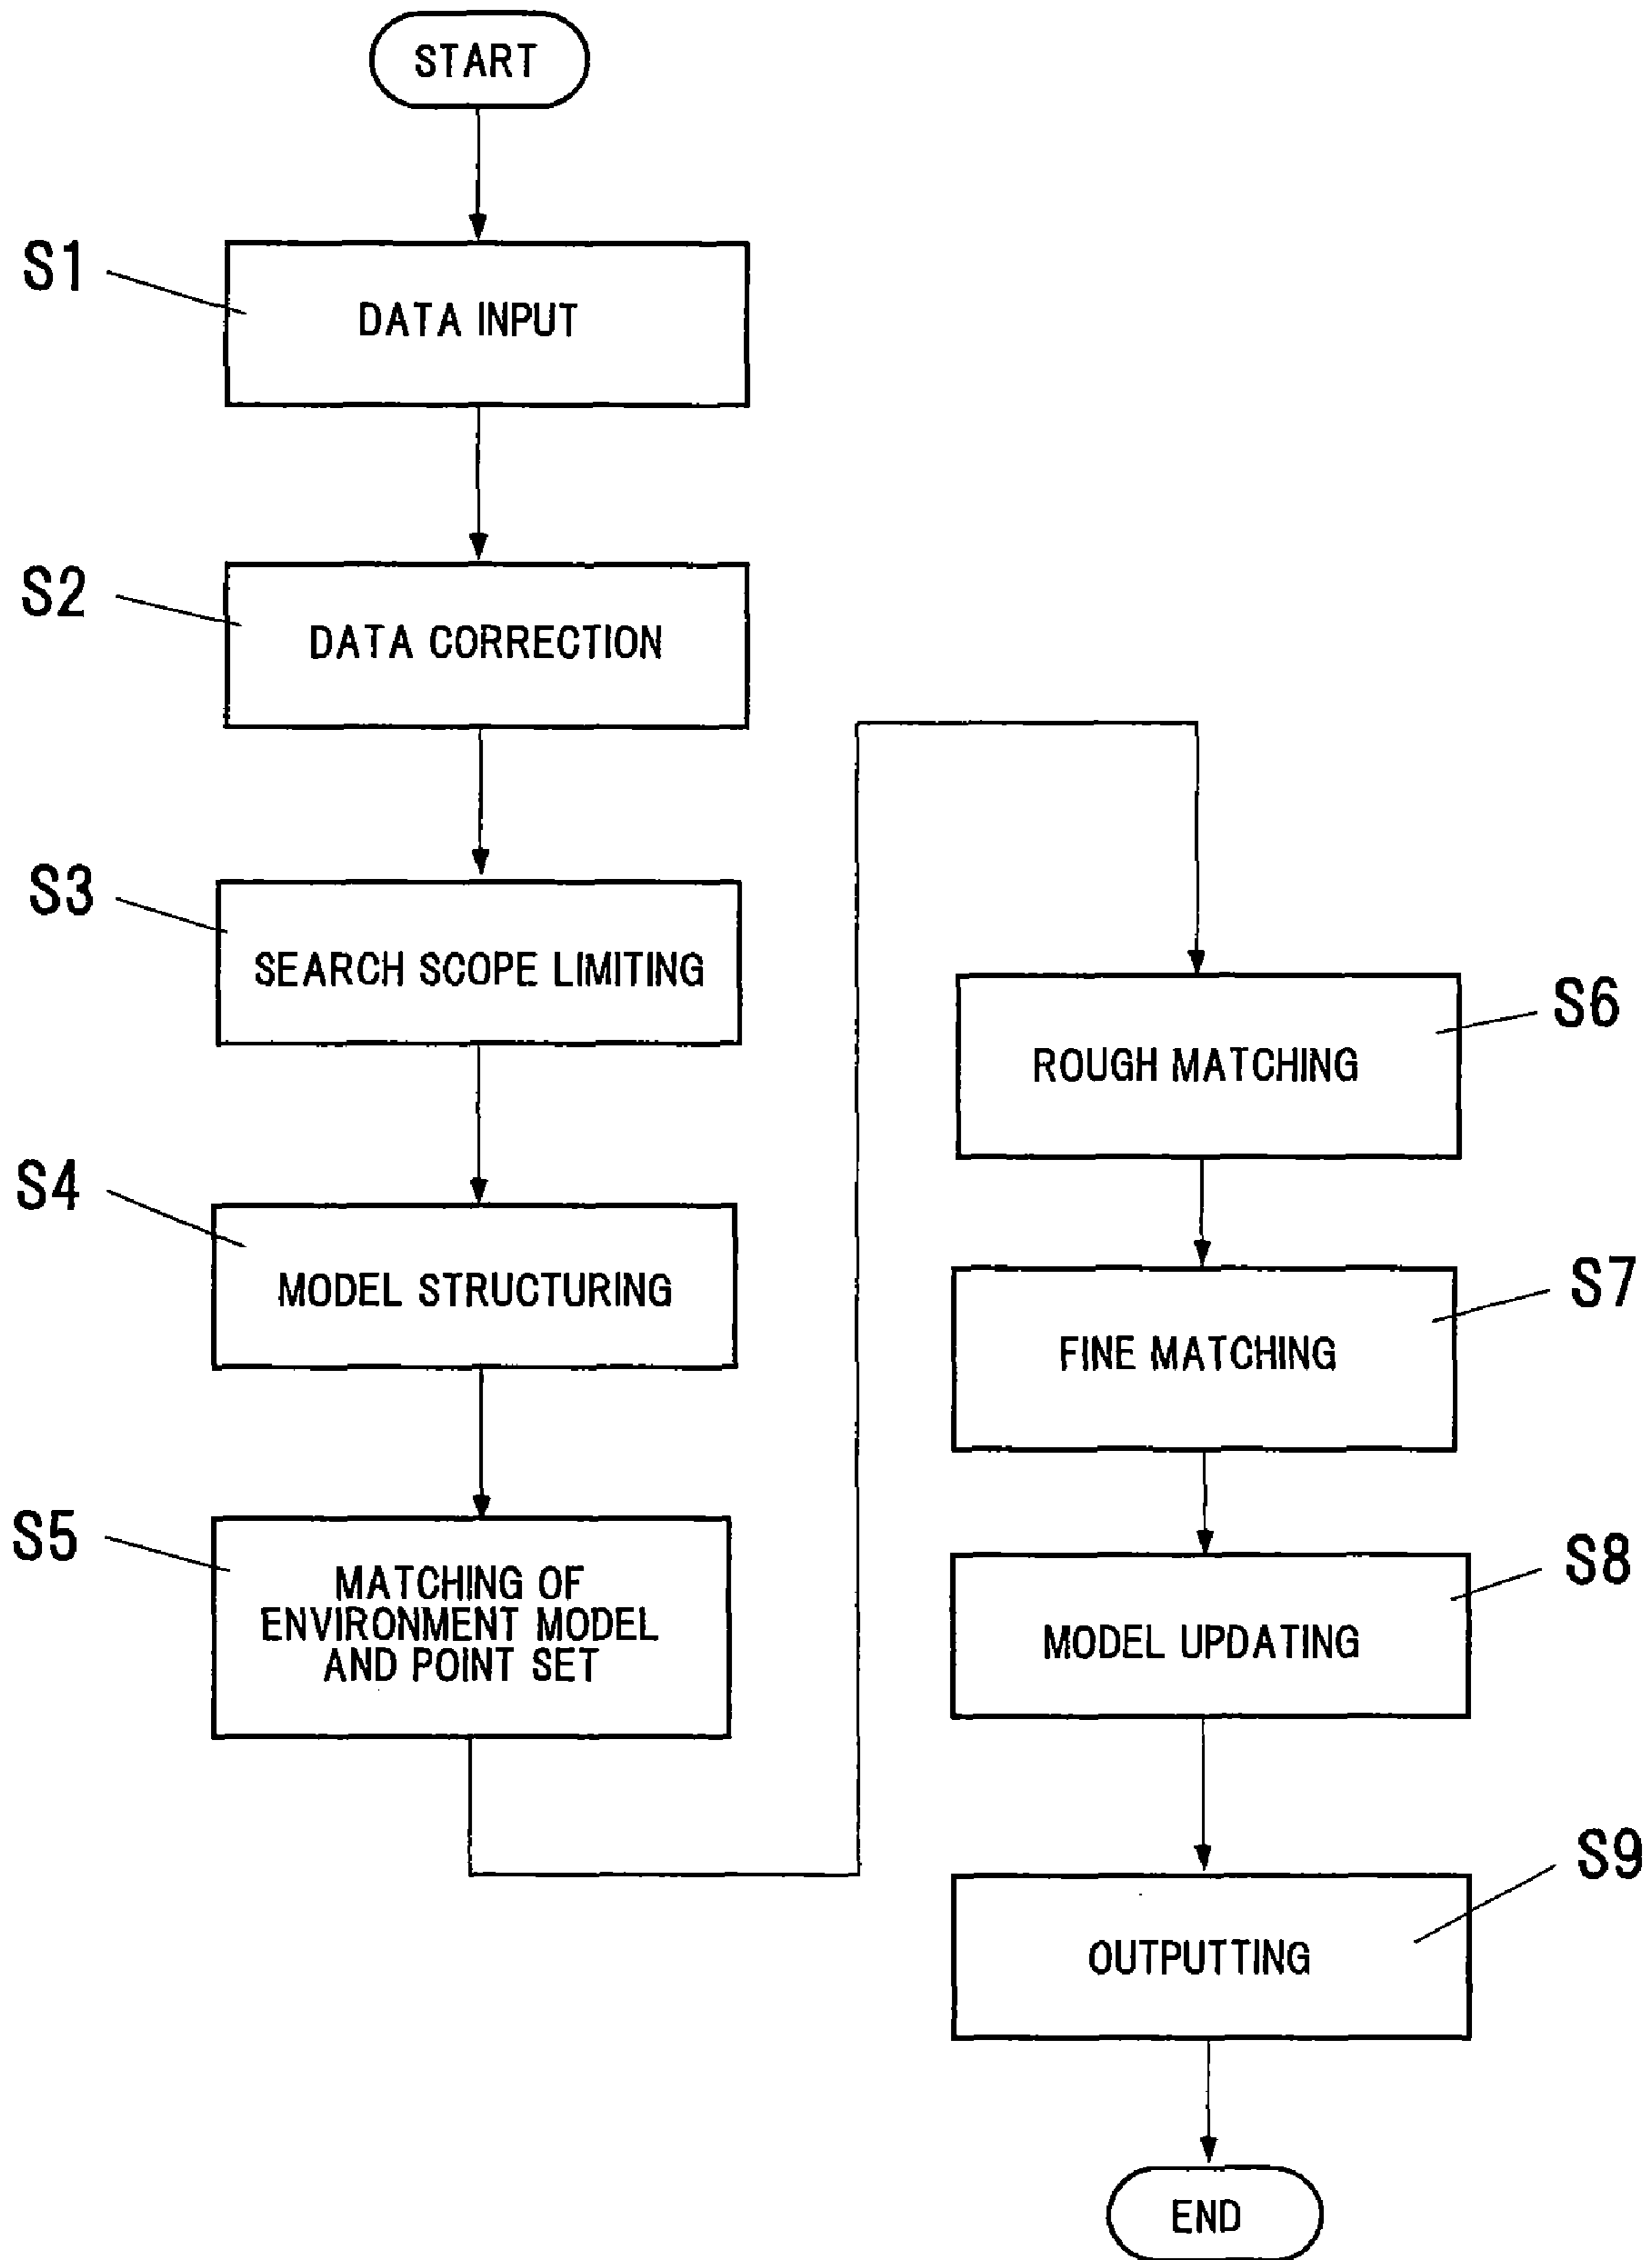 START
S1
DATA INPUT
S2
DATA CORRECTION
S3
SEARCH SCOPE LIMITING
S4
MODEL STRUCTURING
S5
MATCHING OF
ENVIRONMENT MODEL
AND POINT SET
S6
ROUGH MATCHING
S7
FINE MATCHING
S8
MODEL UPDATING
S9
OUTPUTTING
END